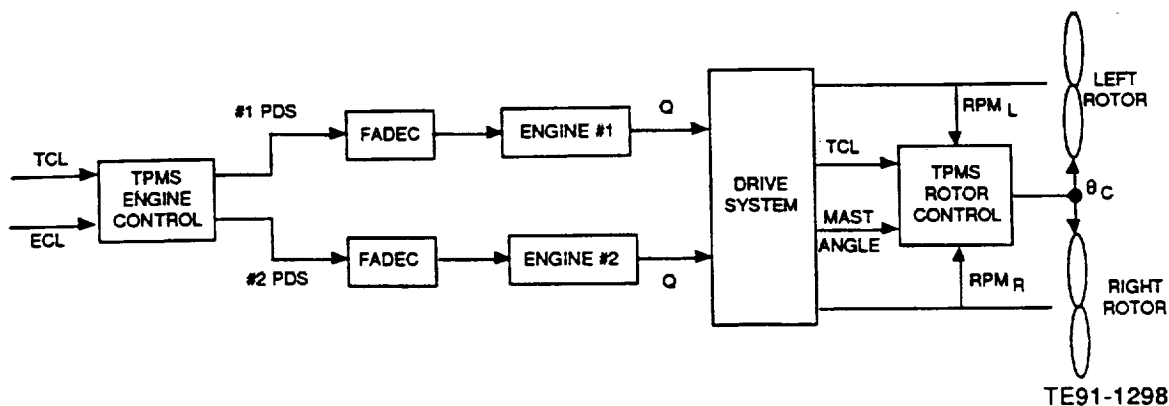 TCL
ECL
TPMS
ENGINE
CONTROL
#1 PDS
#2 PDS
FADEC
FADEC
ENGINE #1
ENGINE #2
Q
Q
DRIVE
SYSTEM
TCL
MAST
ANGLE
RPM L
RPM R
TPMS
ROTOR
CONTROL
θ C
LEFT
ROTOR
RIGHT
ROTOR
TE91-1298